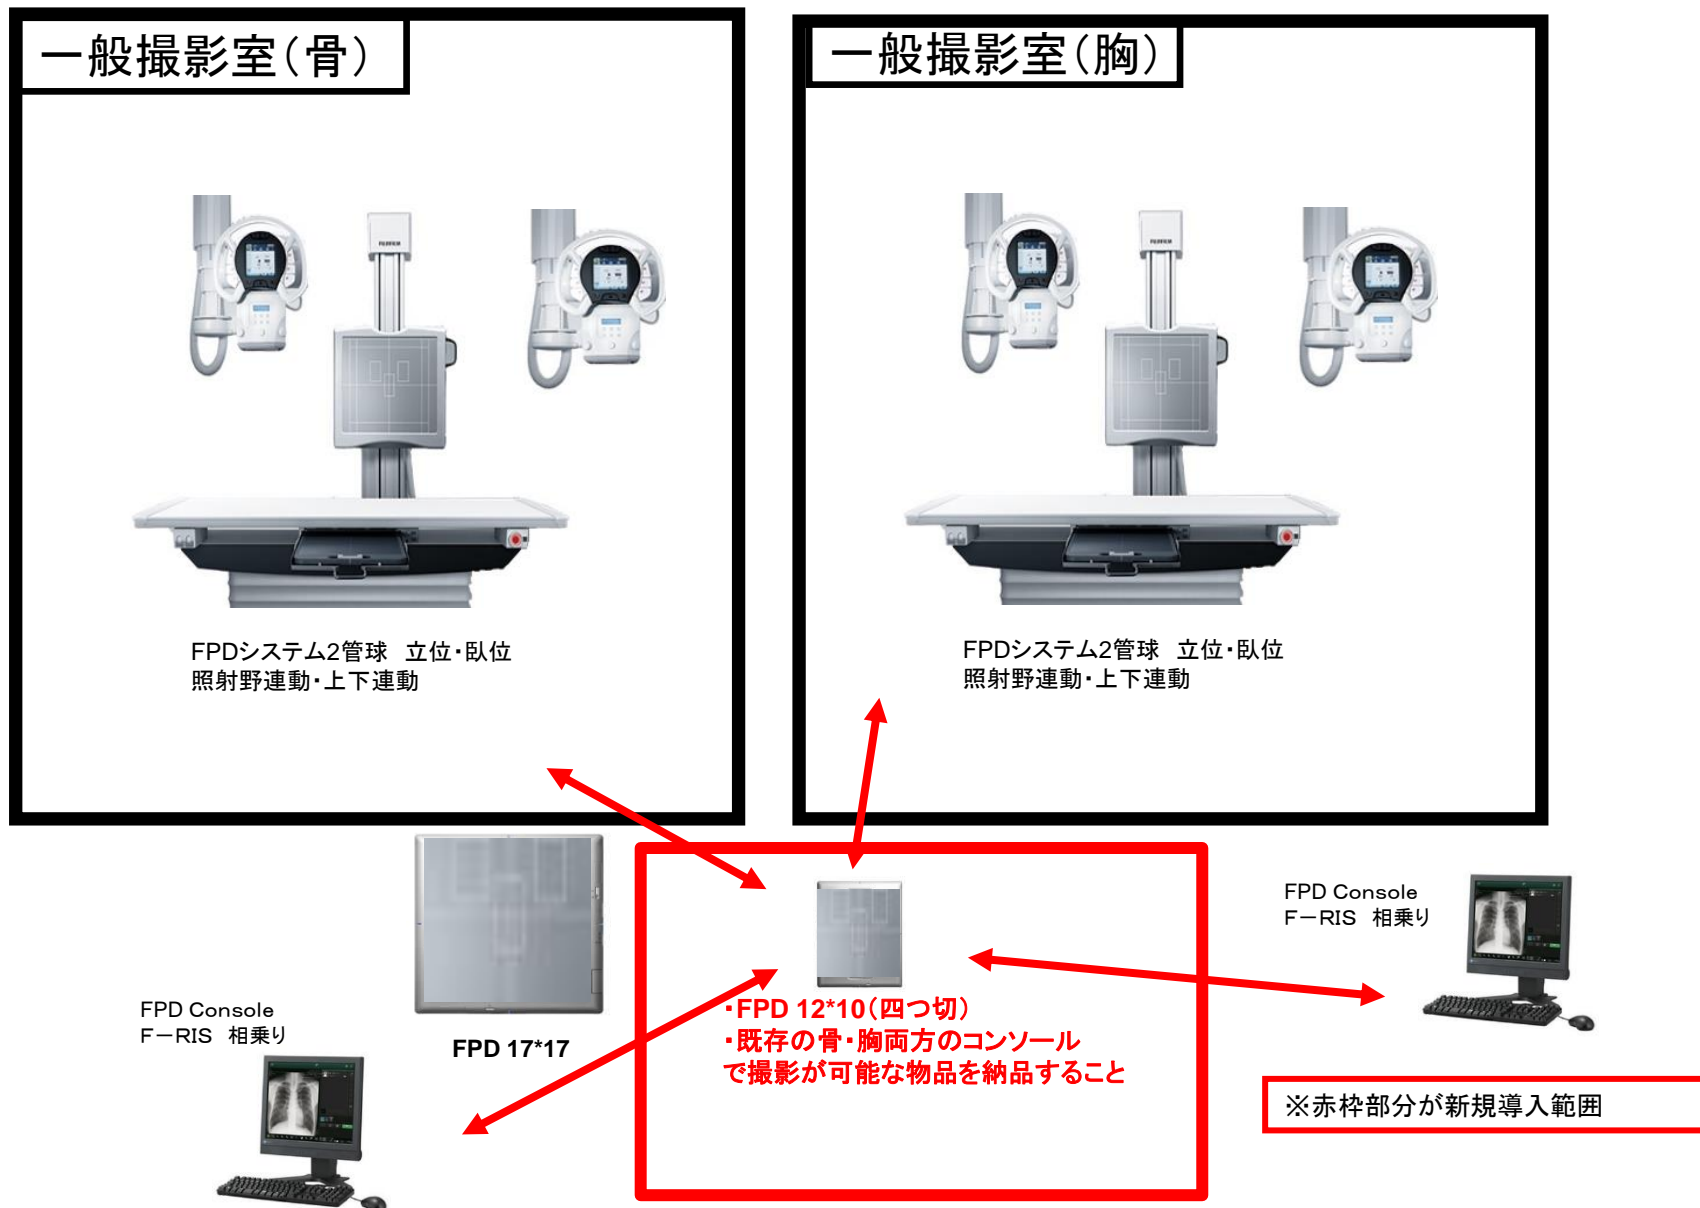 一般撮影室（骨）
一般撮影室（胸）
FUJIFILM
FUJIFILM
FPDシステム2管球　立位・臥位
照射野連動・上下連動
FPDシステム2管球　立位・臥位
照射野連動・上下連動
FPD Console
F－RIS　相乗り
FPD Console
F－RIS　相乗り
FPD 17*17
・FPD 12*10（四つ切）
・既存の骨・胸両方のコンソール
で撮影が可能な物品を納品すること
※赤枠部分が新規導入範囲